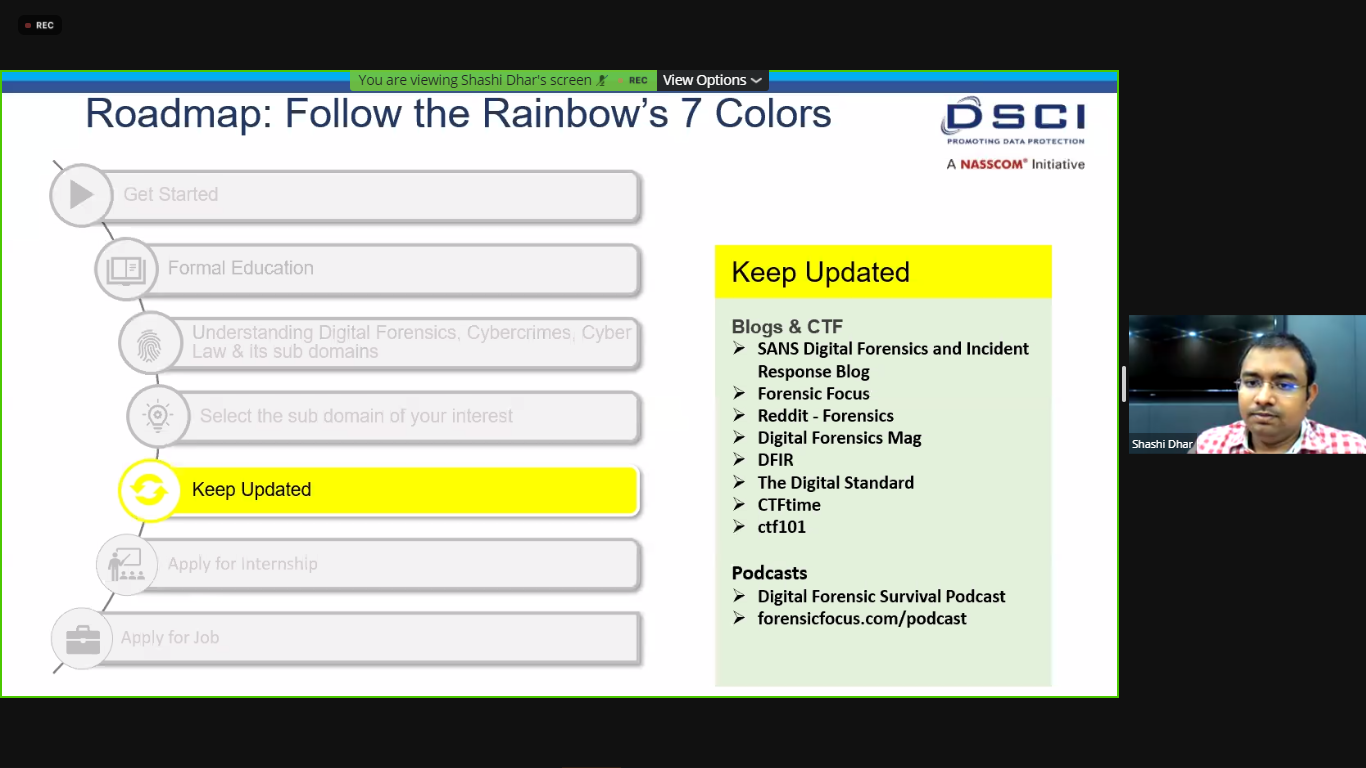 REC
You are viewing Shashi Dhar's screen
REC
View Options
Roadmap: Follow the Rainbow's 7 Colors
DSCI
PROMOTING DATA PROTECTION
A NASSCOM® Initiative
Get Started
Formal Education
Understanding Digital Forensics, Cybercrimes, Cyber
Law & its sub domains
Select the sub domain of your interest
Keep Updated
Apply for Internship
Apply for Job
Keep Updated
Blogs & CTF
➢ SANS Digital Forensics and Incident
Response Blog
➢ Forensic Focus
➢ Reddit - Forensics
➢ Digital Forensics Mag
➢ DFIR
➢ The Digital Standard
➢ CTFtime
➢ ctf101
Podcasts
➢ Digital Forensic Survival Podcast
➢ forensicfocus.com/podcast
Shashi Dhar